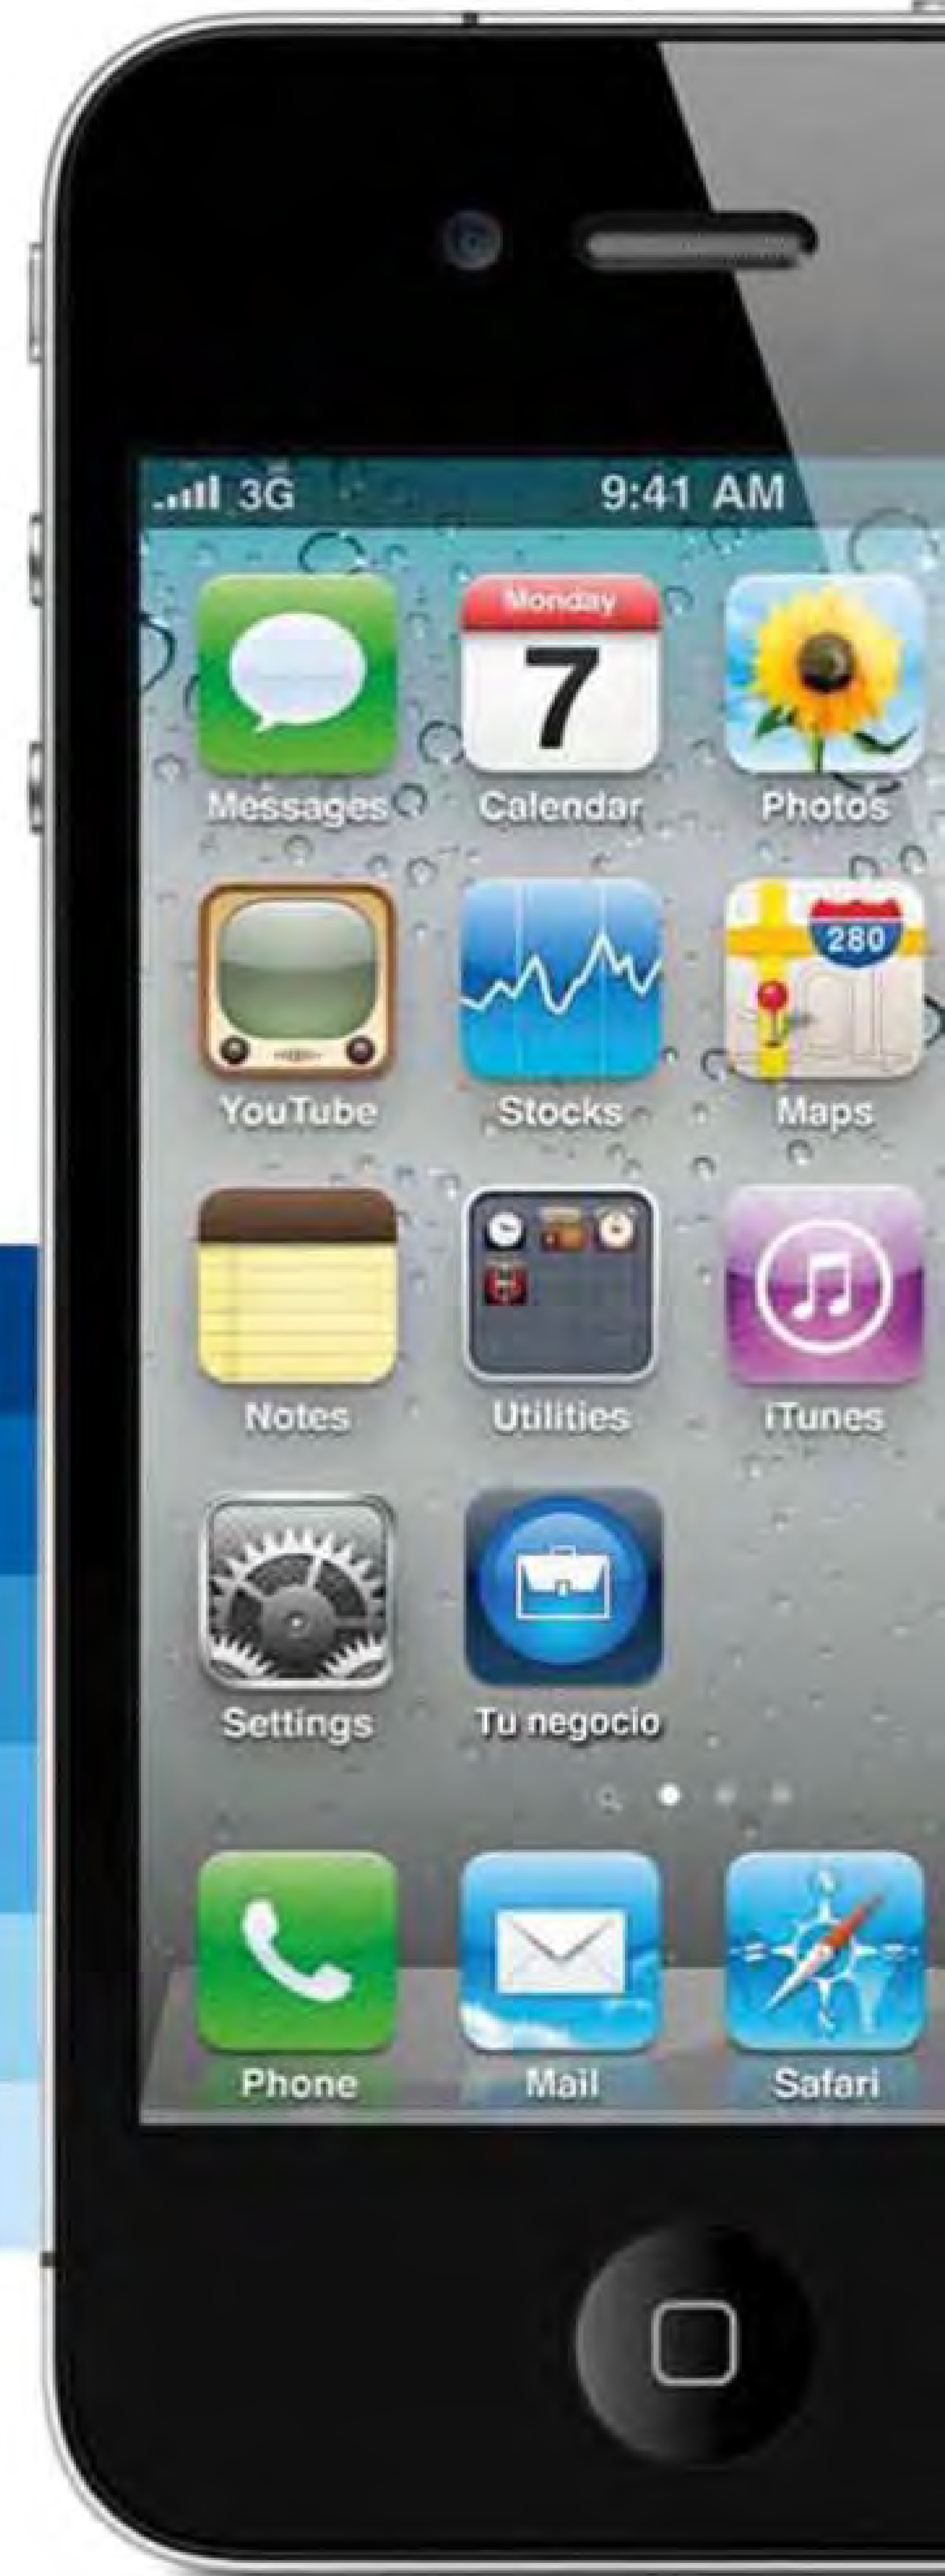 3G 9:41 AM
Monday
7
Messages Calendar Photos
280
YouTube Stocks Maps
Notes Utilities iTunes
Settings Tu negocio
Phone Mail Safari